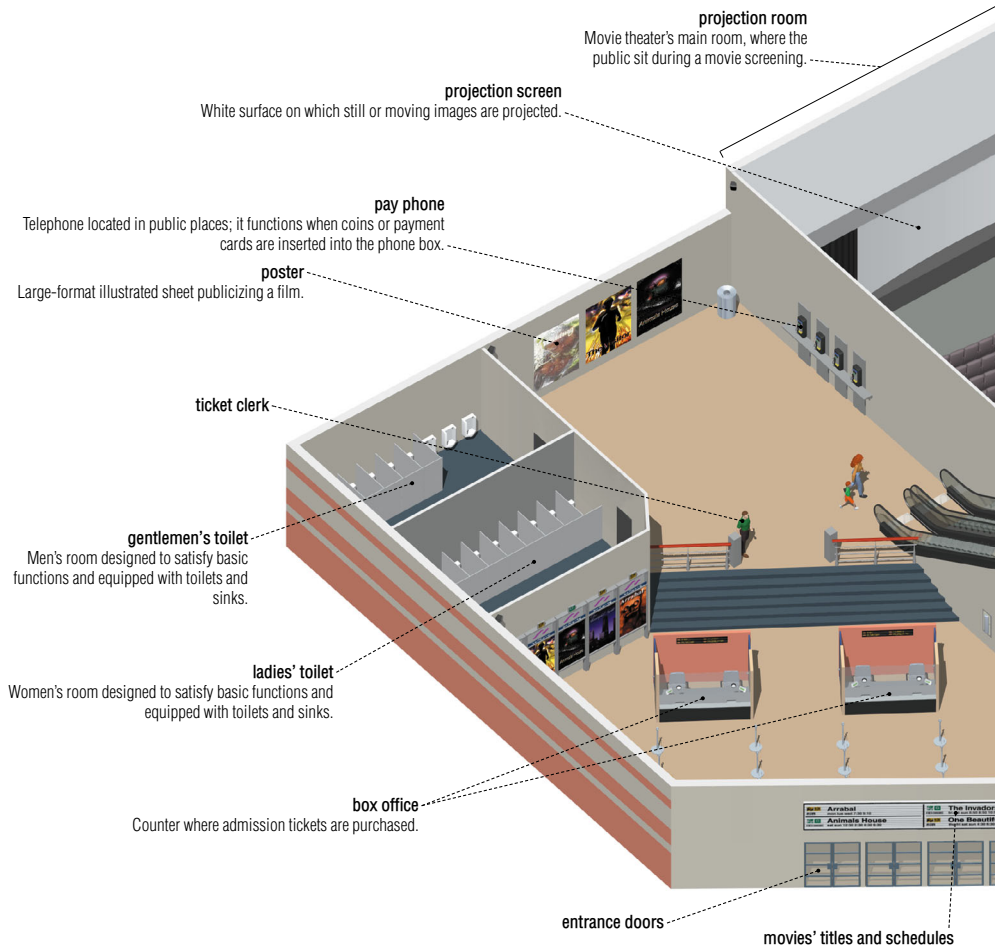 projection room
Movie theater’s main room, where the
public sit during a movie screening.
projection screen
White surface on which still or moving images are projected.
pay phone
Telephone located in public places; it functions when coins or payment
cards are inserted into the phone box.
poster
Large-format illustrated sheet publicizing a film.
Animals House
ticket clerk
gentlemen’s toilet
Men’s room designed to satisfy basic
functions and equipped with toilets and
sinks.
ladies’ toilet
Women’s room designed to satisfy basic functions and
equipped with toilets and sinks.
box office
Counter where admission tickets are purchased.
Arrabal
The Invador
Animals House
One Beautif
entrance doors
movies’ titles and schedules